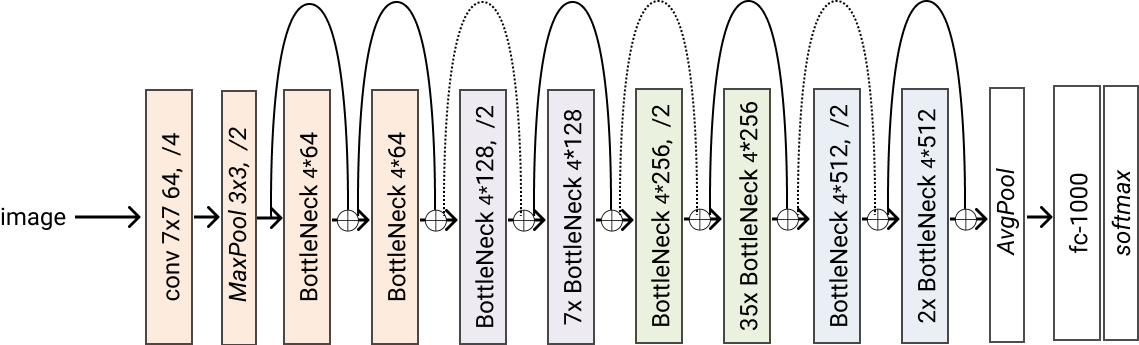 image
conv 7x7 64, /4
MaxPool 3x3, /2
BottleNeck 4*64
BottleNeck 4*64
BottleNeck 4*128, /2
7x BottleNeck 4*128
BottleNeck 4*256, /2
35x BottleNeck 4*256
BottleNeck 4*512, /2
2x BottleNeck 4*512
AvgPool
fc-1000
softmax